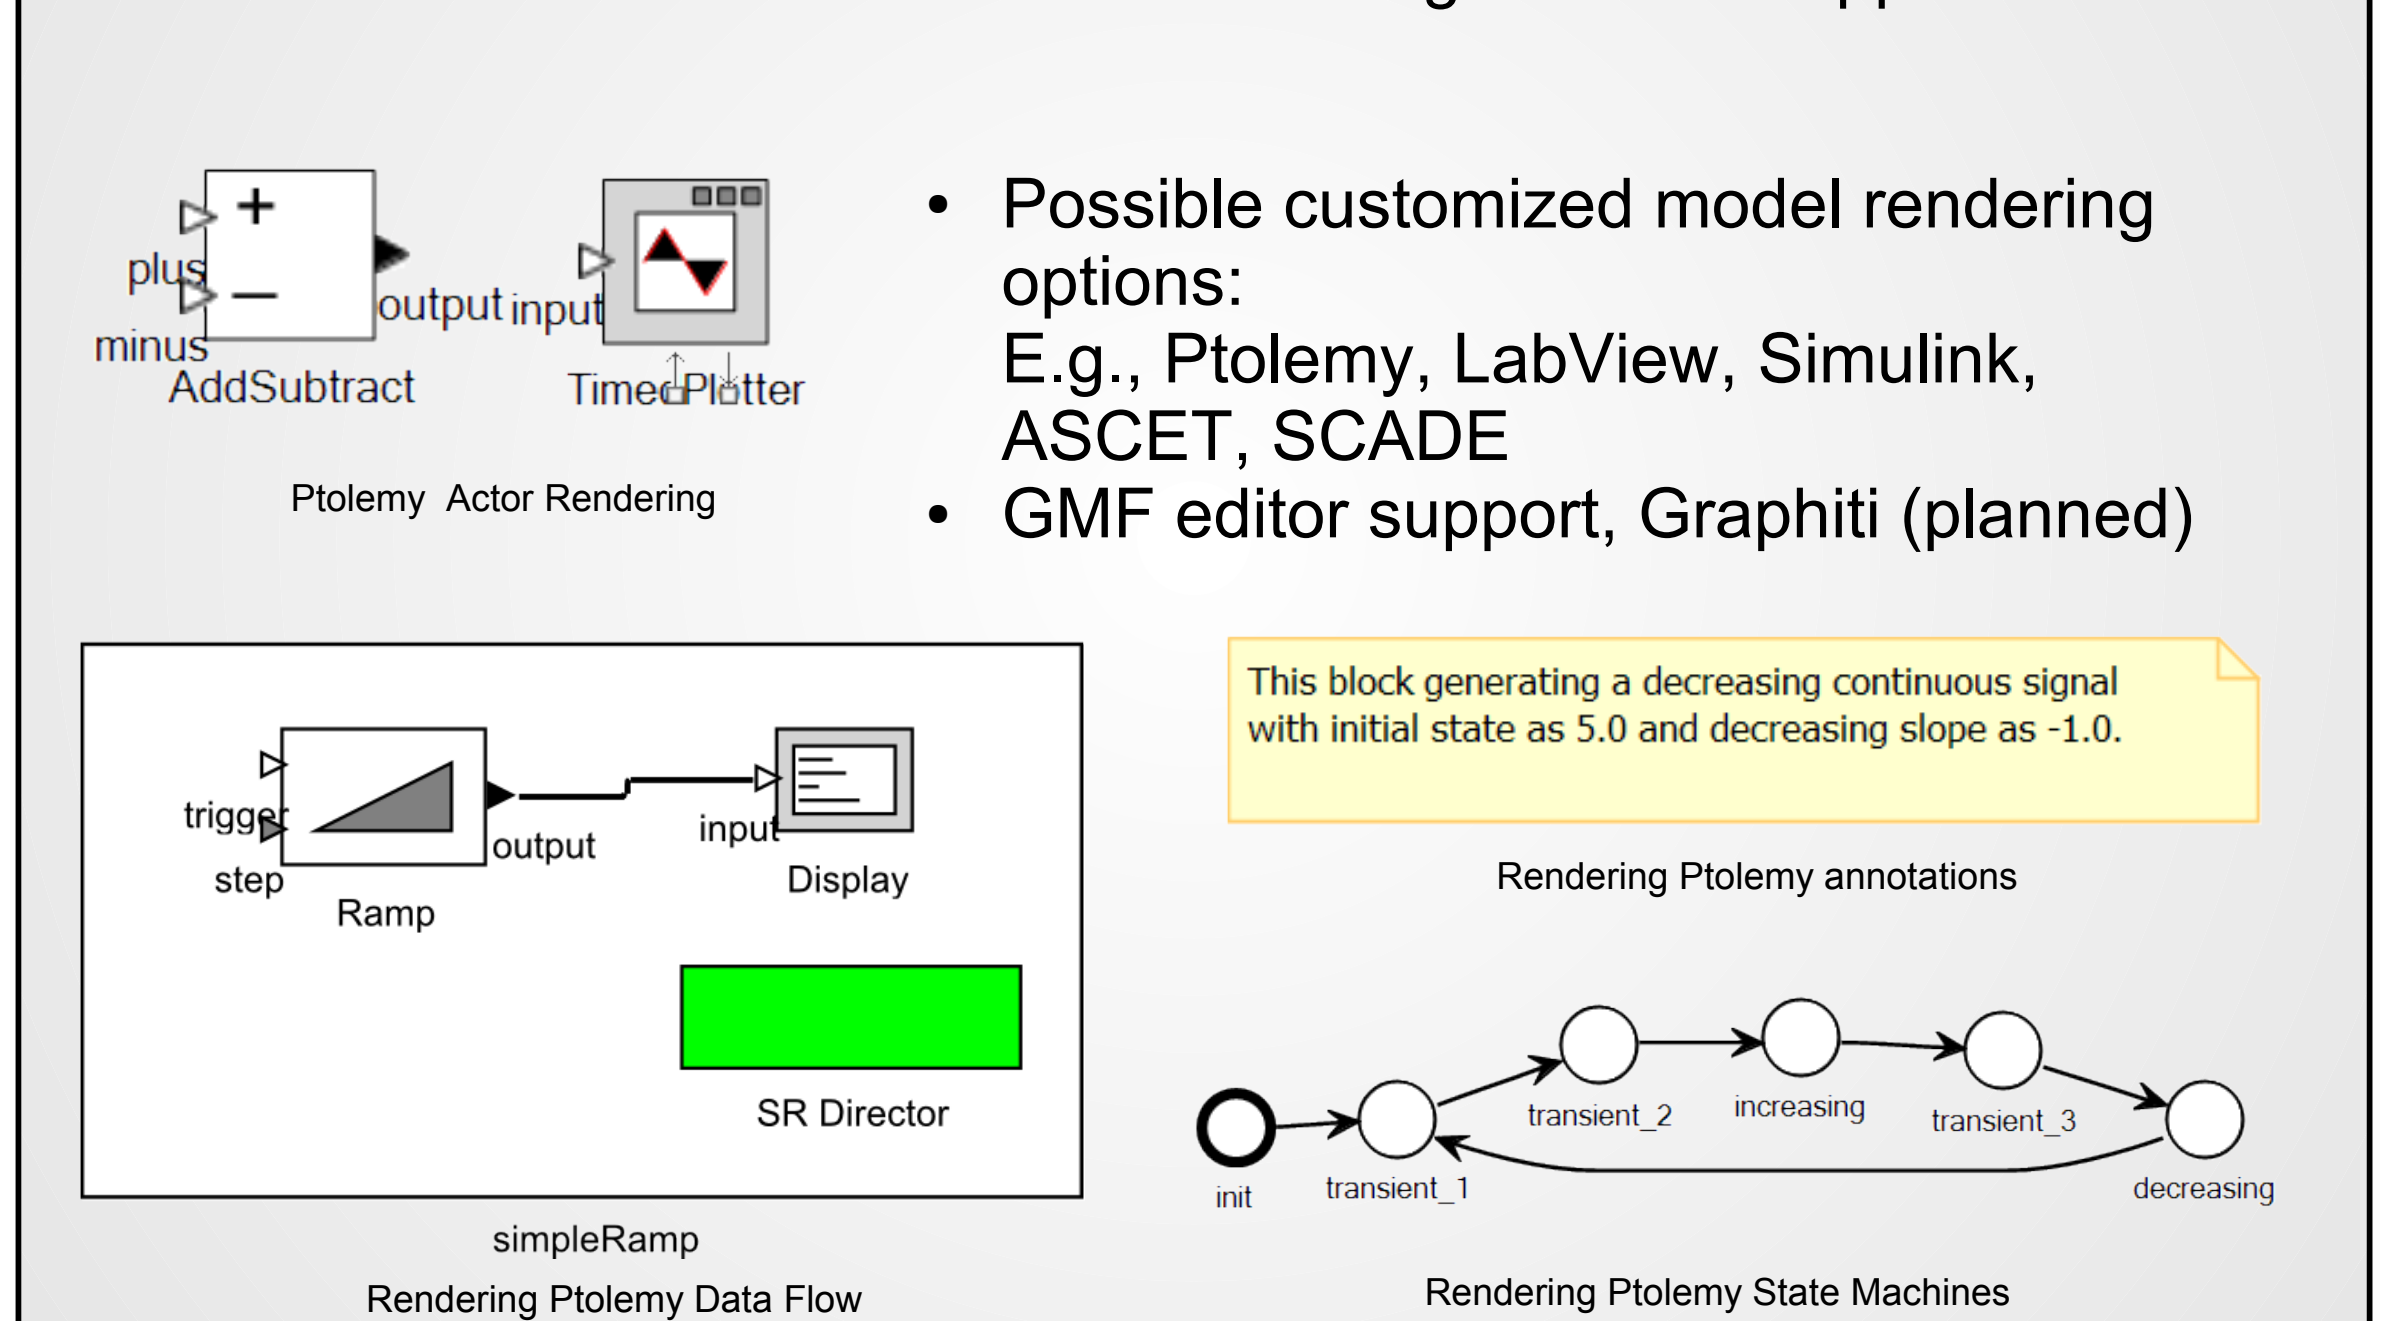 +
plus
−
minus
output
AddSubtract
input
TimedPlotter
Ptolemy  Actor Rendering
• Possible customized model rendering
options:
E.g., Ptolemy, LabView, Simulink,
ASCET, SCADE
• GMF editor support, Graphiti (planned)
trigger
step
output
Ramp
input
Display
SR Director
simpleRamp
Rendering Ptolemy Data Flow
This block generating a decreasing continuous signal
with initial state as 5.0 and decreasing slope as -1.0.
Rendering Ptolemy annotations
init
transient_1
transient_2
increasing
transient_3
decreasing
Rendering Ptolemy State Machines